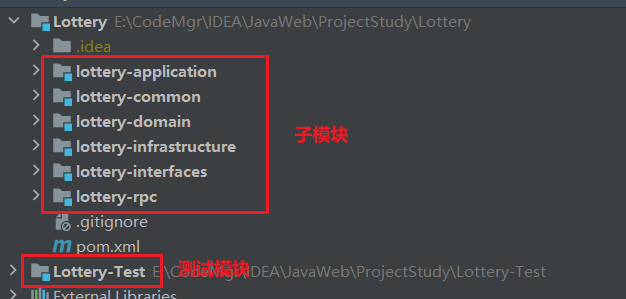 Lottery E:\CodeMgr\IDEA\JavaWeb\ProjectStudy\Lottery
.idea
lottery-application
lottery-common
lottery-domain
子模块
lottery-infrastructure
lottery-interfaces
lottery-rpc
.gitignore
pom.xml
Lottery-Test E:\CodeMgr\IDEA\JavaWeb\ProjectStudy\Lottery-Test
测试模块
External Libraries